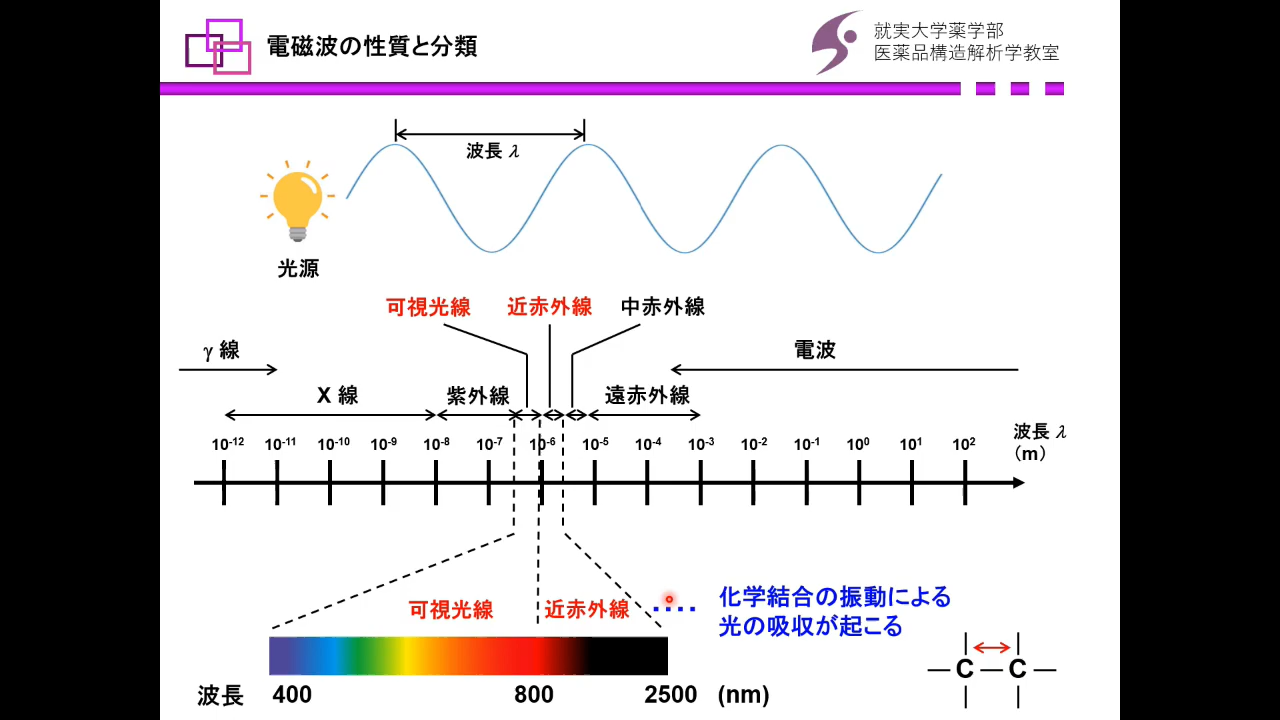 電磁波の性質と分類
就実大学薬学部
医薬品構造解析学教室
波長 λ
光源
可視光線 近赤外線 中赤外線
γ 線 電波
X 線 紫外線 遠赤外線
10-12 10-11 10-10 10-9 10-8 10-7 10-6 10-5 10-4 10-3 10-2 10-1 100 101 102
波長 λ
（m）
可視光線 近赤外線 ････
化学結合の振動による
光の吸収が起こる
C C
波長 400 800 2500 (nm)